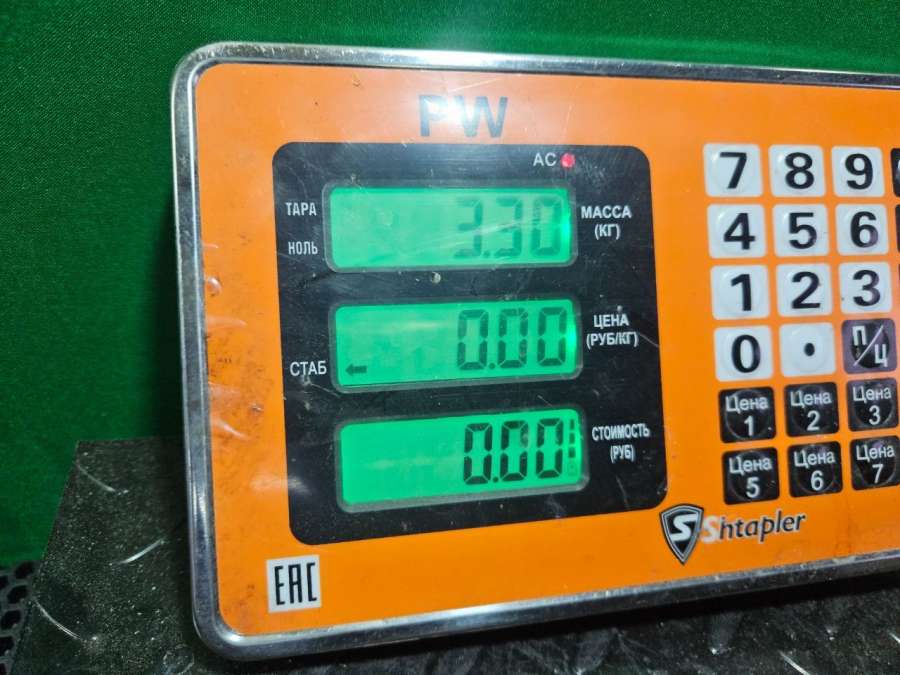 PW
AC
ТАРА
НОЛЬ
3.30
МАССА
(КГ)
СТАБ
0.00
ЦЕНА
(РУБ/КГ)
0.00
СТОИМОСТЬ
(РУБ)
7 8 9
4 5 6
1 2 3
0 . П/Ц
Цена 1
Цена 2
Цена 3
Цена 5
Цена 6
Цена 7
S Shtapler
EAC